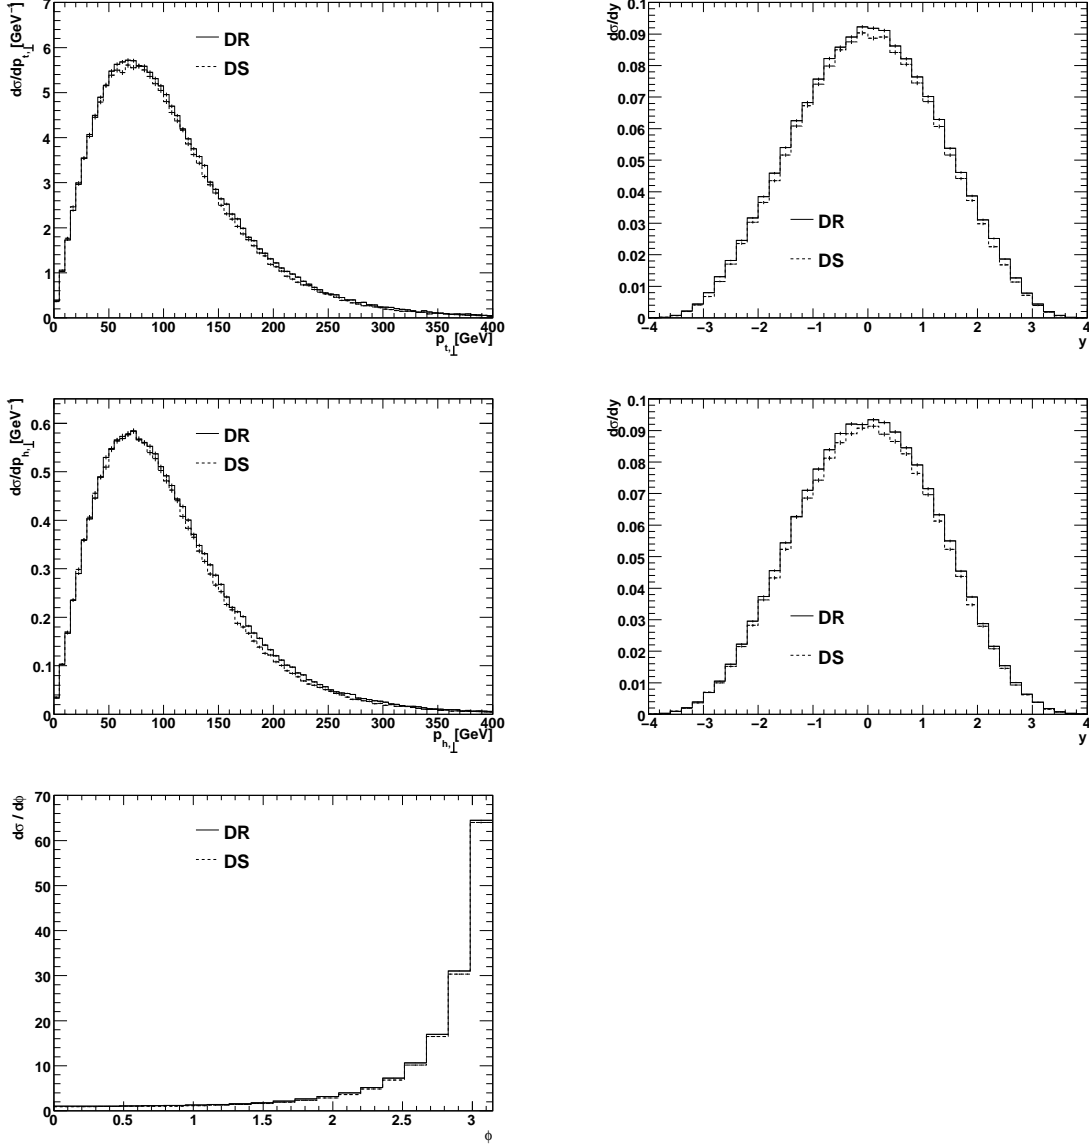 dσ/dp_{t,⊥} [GeV⁻¹]
7
6
5
4
3
2
1
0
DR
DS
0 50 100 150 200 250 300 350 400
p_{t,⊥} [GeV]
dσ/dy
0.1
0.09
0.08
0.07
0.06
0.05
0.04
0.03
0.02
0.01
0
DR
DS
−4 −3 −2 −1 0 1 2 3 4
y
dσ/dp_{h,⊥} [GeV⁻¹]
0.6
0.5
0.4
0.3
0.2
0.1
0
DR
DS
0 50 100 150 200 250 300 350 400
p_{h,⊥} [GeV]
dσ/dy
0.1
0.09
0.08
0.07
0.06
0.05
0.04
0.03
0.02
0.01
0
DR
DS
−4 −3 −2 −1 0 1 2 3 4
y
dσ / dϕ
70
60
50
40
30
20
10
0
DR
DS
0 0.5 1 1.5 2 2.5 3
ϕ